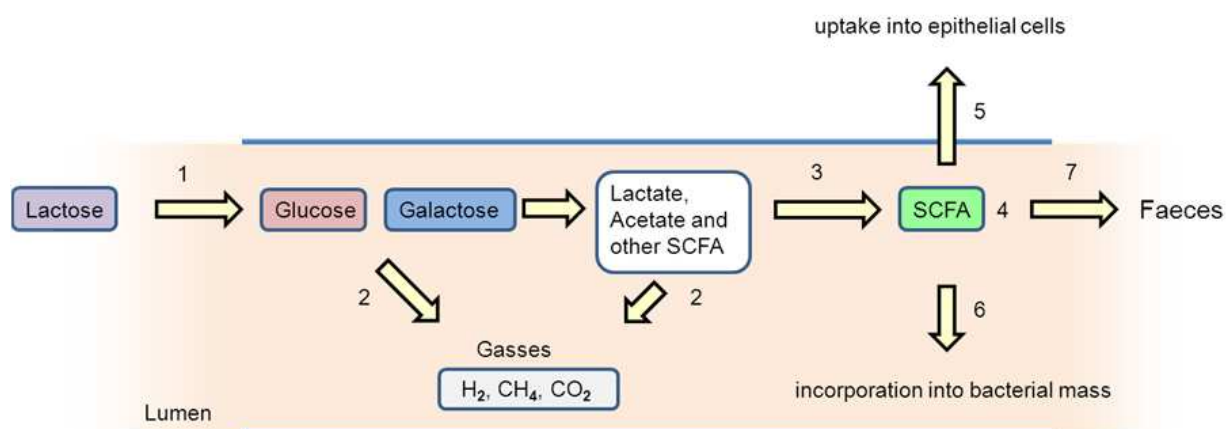 uptake into epithelial cells
5
1
3
7
Lactose
Glucose
Galactose
Lactate,
Acetate and
other SCFA
SCFA
4
Faeces
2
2
6
Gasses
H₂, CH₄, CO₂
incorporation into bacterial mass
Lumen